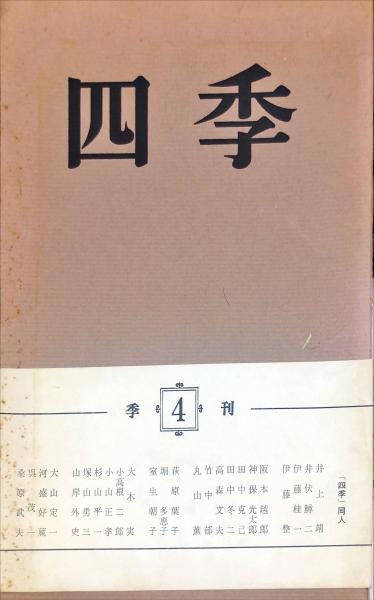 四季
季 4 刊
「四季」同人
井上靖
井伏鱒二
伊藤桂一
伊藤整
阪本越郎
神保光太郎
田中克己
田中冬二
高森文夫
竹中郁
丸山薫
萩原葉子
堀多恵子
室生朝子
大木実
小高根二郎
小山正孝
杉山平一
塚山勇三
山岸外史
大山定一
河盛好蔵
呉茂一
桑原武夫